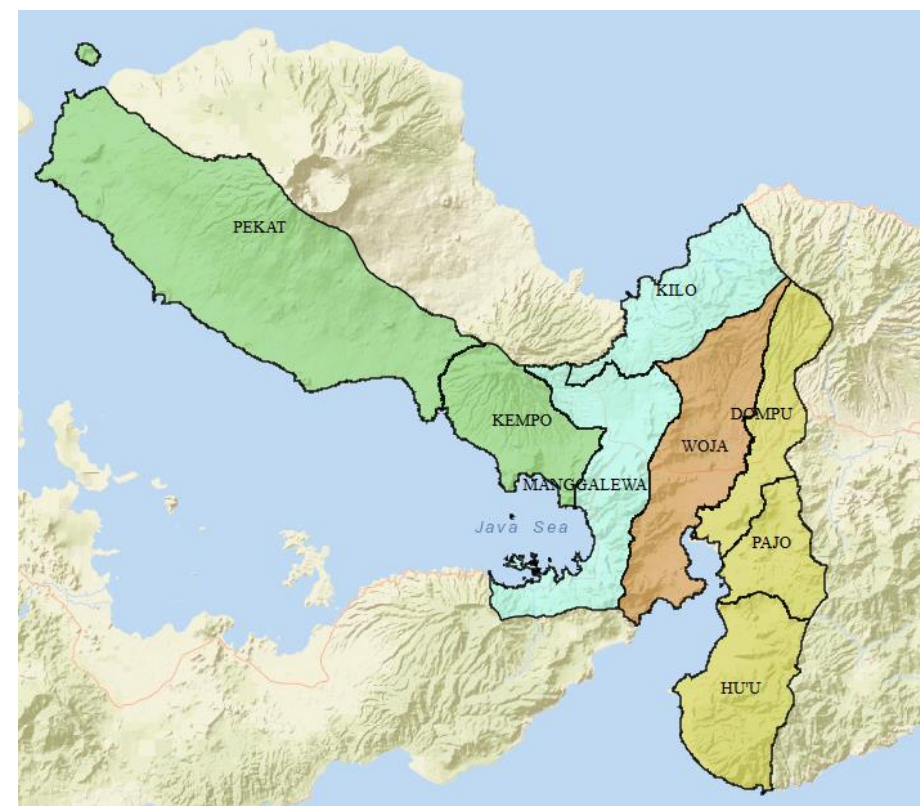 PEKAT
KILO
KEMPO
DOMPU
WOJA
MANGGALEWA
Java Sea
PAJO
HU'U